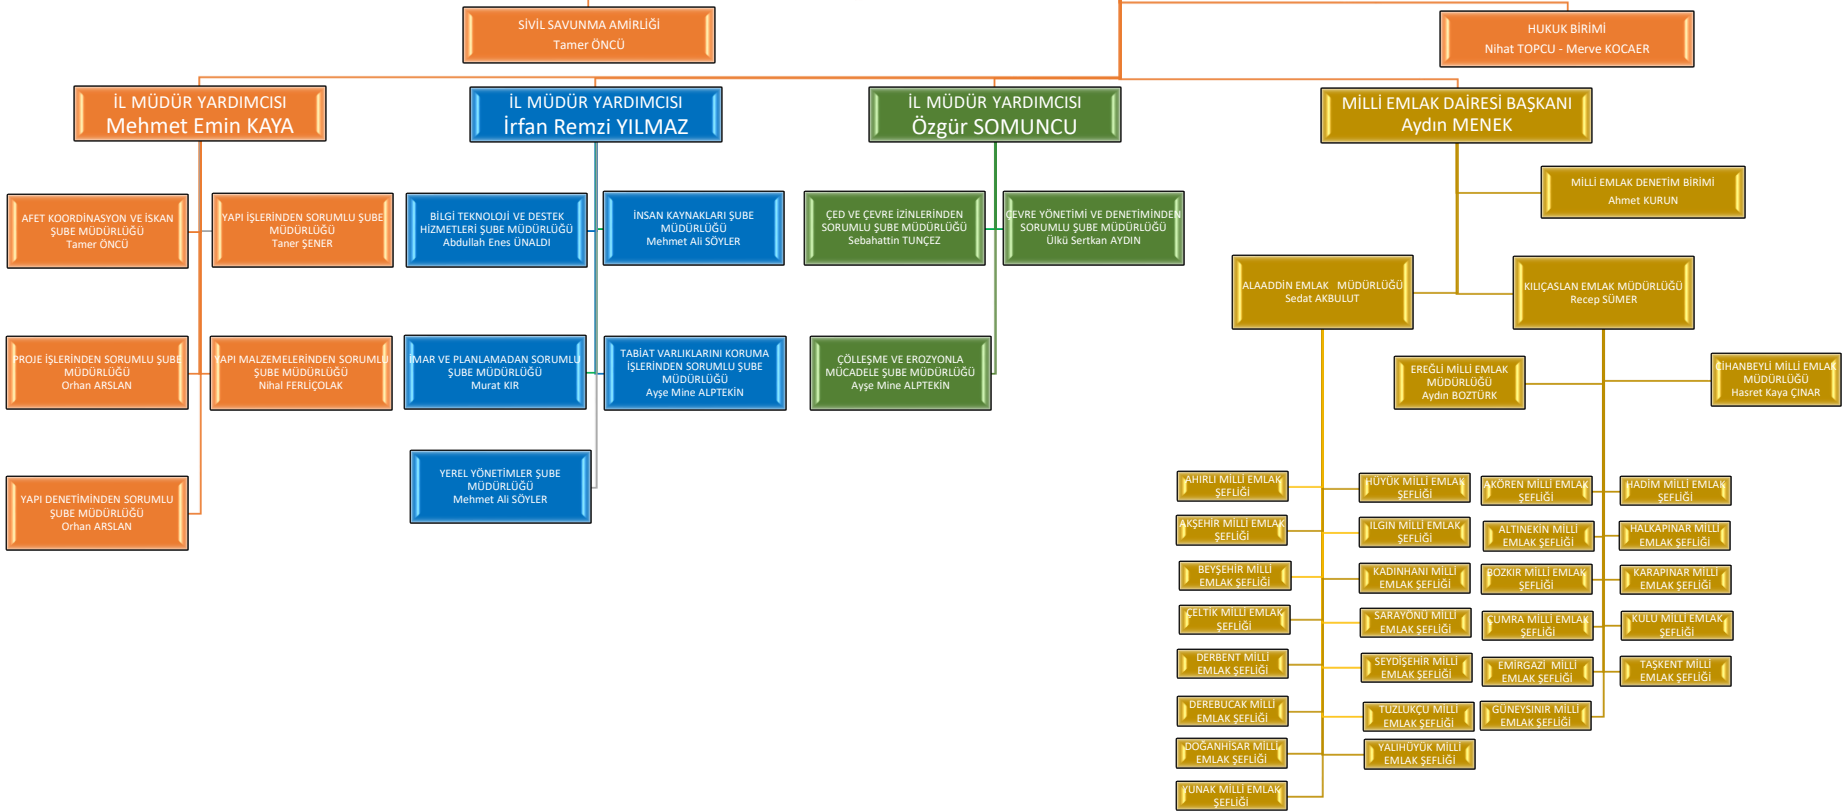 SİVİL SAVUNMA AMİRLİĞİ
Tamer ÖNCÜ
HUKUK BİRİMİ
Nihat TOPCU - Merve KOCAER
İL MÜDÜR YARDIMCISI
Mehmet Emin KAYA
İL MÜDÜR YARDIMCISI
İrfan Remzi YILMAZ
İL MÜDÜR YARDIMCISI
Özgür SOMUNCU
MİLLİ EMLAK DAİRESİ BAŞKANI
Aydın MENEK
MİLLİ EMLAK DENETİM BİRİMİ
Ahmet KURUN
AFET KOORDİNASYON VE İSKAN
ŞUBE MÜDÜRLÜĞÜ
Tamer ÖNCÜ
YAPI İŞLERİNDEN SORUMLU ŞUBE
MÜDÜRLÜĞÜ
Taner ŞENER
BİLGİ TEKNOLOJİ VE DESTEK
HİZMETLERİ ŞUBE MÜDÜRLÜĞÜ
Abdullah Enes ÜNALDI
İNSAN KAYNAKLARI ŞUBE
MÜDÜRLÜĞÜ
Mehmet Ali SÖYLER
ÇED VE ÇEVRE İZİNLERİNDEN
SORUMLU ŞUBE MÜDÜRLÜĞÜ
Sebahattin TUNÇEZ
ÇEVRE YÖNETİMİ VE DENETİMİNDEN
SORUMLU ŞUBE MÜDÜRLÜĞÜ
Ülkü Sertkan AYDIN
ALAADDİN EMLAK MÜDÜRLÜĞÜ
Sedat AKBULUT
KILIÇASLAN EMLAK MÜDÜRLÜĞÜ
Recep SÜMER
PROJE İŞLERİNDEN SORUMLU ŞUBE
MÜDÜRLÜĞÜ
Orhan ARSLAN
YAPI MALZEMELERİNDEN SORUMLU
ŞUBE MÜDÜRLÜĞÜ
Nihal FERLİÇOLAK
İMAR VE PLANLAMADAN SORUMLU
ŞUBE MÜDÜRLÜĞÜ
Murat KIR
TABİAT VARLIKLARINI KORUMA
İŞLERİNDEN SORUMLU ŞUBE
MÜDÜRLÜĞÜ
Ayşe Mine ALPTEKİN
ÇÖLLEŞME VE EROZYONLA
MÜCADELE ŞUBE MÜDÜRLÜĞÜ
Ayşe Mine ALPTEKİN
EREĞLİ MİLLİ EMLAK
MÜDÜRLÜĞÜ
Aydın BOZTÜRK
CİHANBEYLİ MİLLİ EMLAK
MÜDÜRLÜĞÜ
Hasret Kaya ÇINAR
YAPI DENETİMİNDEN SORUMLU
ŞUBE MÜDÜRLÜĞÜ
Orhan ARSLAN
YEREL YÖNETİMLER ŞUBE
MÜDÜRLÜĞÜ
Mehmet Ali SÖYLER
AHIRLI MİLLİ EMLAK
ŞEFLİĞİ
HÜYÜK MİLLİ EMLAK
ŞEFLİĞİ
AKÖREN MİLLİ EMLAK
ŞEFLİĞİ
HADİM MİLLİ EMLAK
ŞEFLİĞİ
AKŞEHİR MİLLİ EMLAK
ŞEFLİĞİ
ILGIN MİLLİ EMLAK
ŞEFLİĞİ
ALTINEKİN MİLLİ
EMLAK ŞEFLİĞİ
HALKAPINAR MİLLİ
EMLAK ŞEFLİĞİ
BEYŞEHİR MİLLİ
EMLAK ŞEFLİĞİ
KADINHANI MİLLİ
EMLAK ŞEFLİĞİ
BOZKIR MİLLİ EMLAK
ŞEFLİĞİ
KARAPINAR MİLLİ
EMLAK ŞEFLİĞİ
ÇELTİK MİLLİ EMLAK
ŞEFLİĞİ
SARAYÖNÜ MİLLİ
EMLAK ŞEFLİĞİ
ÇUMRA MİLLİ EMLAK
ŞEFLİĞİ
KULU MİLLİ EMLAK
ŞEFLİĞİ
DERBENT MİLLİ
EMLAK ŞEFLİĞİ
SEYDİŞEHİR MİLLİ
EMLAK ŞEFLİĞİ
EMİRGAZİ MİLLİ
EMLAK ŞEFLİĞİ
TAŞKENT MİLLİ
EMLAK ŞEFLİĞİ
DEREBUCAK MİLLİ
EMLAK ŞEFLİĞİ
TUZLUKÇU MİLLİ
EMLAK ŞEFLİĞİ
GÜNEYSINIR MİLLİ
EMLAK ŞEFLİĞİ
DOĞANHİSAR MİLLİ
EMLAK ŞEFLİĞİ
YALIHÜYÜK MİLLİ
EMLAK ŞEFLİĞİ
YUNAK MİLLİ EMLAK
ŞEFLİĞİ